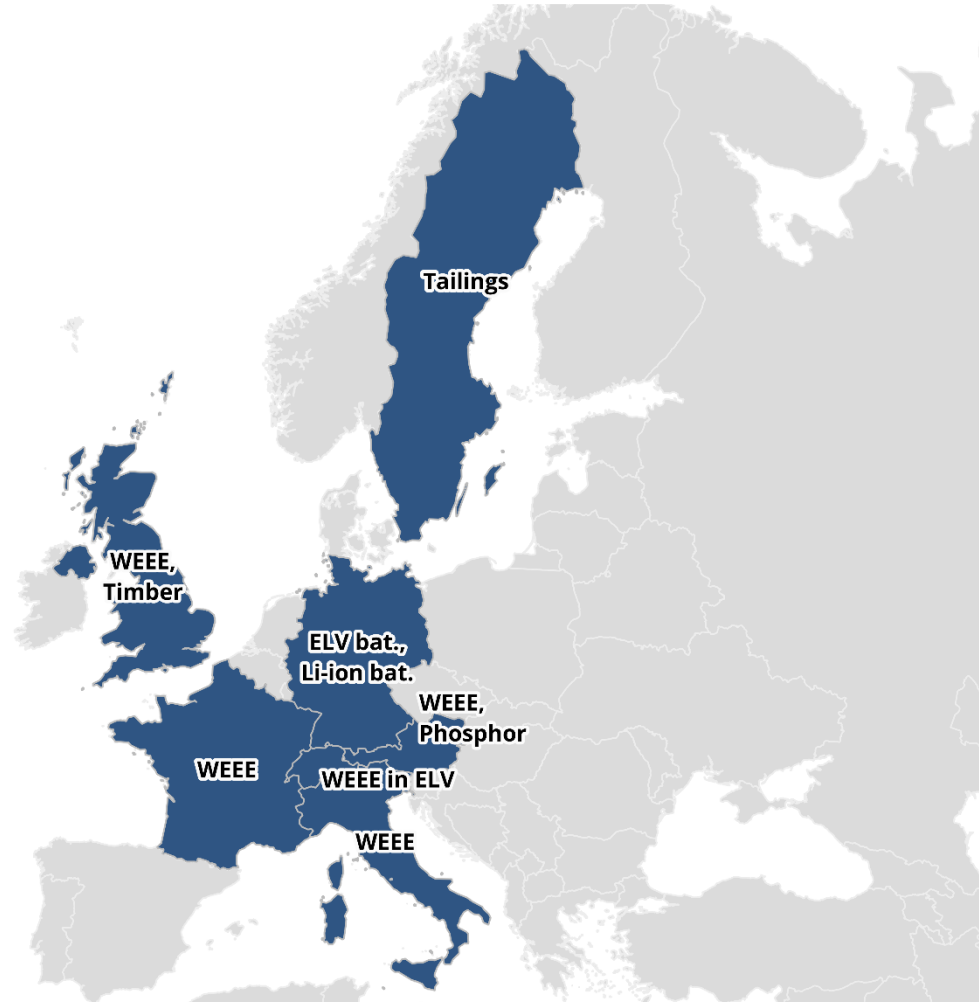 Tailings
WEEE,
Timber
ELV bat.,
Li-ion bat.
WEEE,
Phosphor
WEEE
WEEE in ELV
WEEE